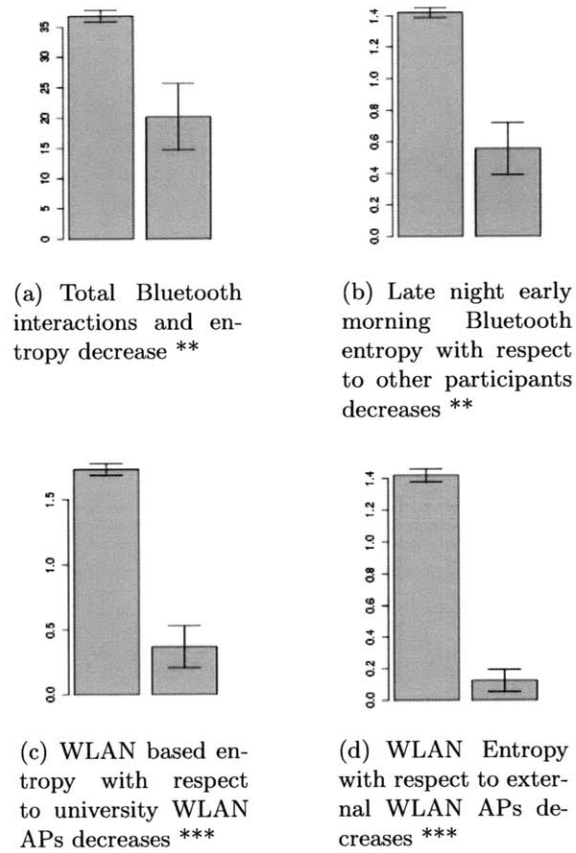 35
30
25
20
15
10
5
0
1.4
1.2
1.0
0.8
0.6
0.4
0.2
0.0
(a) Total Bluetooth
interactions and en-
tropy decrease **
(b) Late night early
morning Bluetooth
entropy with respect
to other participants
decreases **
1.5
1.0
0.5
0.0
1.4
1.2
1.0
0.8
0.6
0.4
0.2
0.0
(c) WLAN based en-
tropy with respect
to university WLAN
APs decreases ***
(d) WLAN Entropy
with respect to exter-
nal WLAN APs de-
creases ***